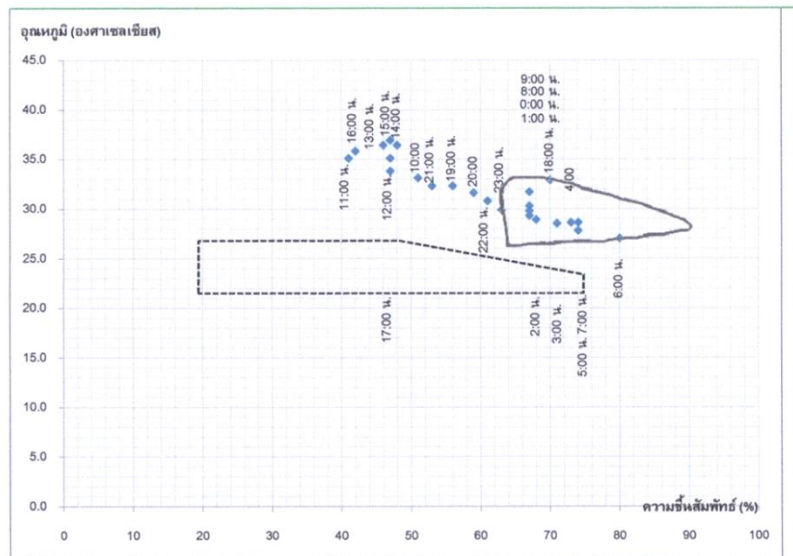 อุณหภูมิ (องศาเซลเซียส)
45.0
40.0
35.0
30.0
25.0
20.0
15.0
10.0
5.0
0.0
11:00 น.
16:00 น.
13:00 น.
15:00 น.
14:00 น.
12:00 น.
10:00
21:00 น.
19:00 น.
20:00
22:00 น.
23:00 น.
9:00 น.
8:00 น.
0:00 น.
1:00 น.
18:00 น.
4/00
17:00 น.
2:00 น.
3:00 น.
5:00 น.
7:00 น.
6:00 น.
ความชื้นสัมพัทธ์ (%)
0
10
20
30
40
50
60
70
80
90
100